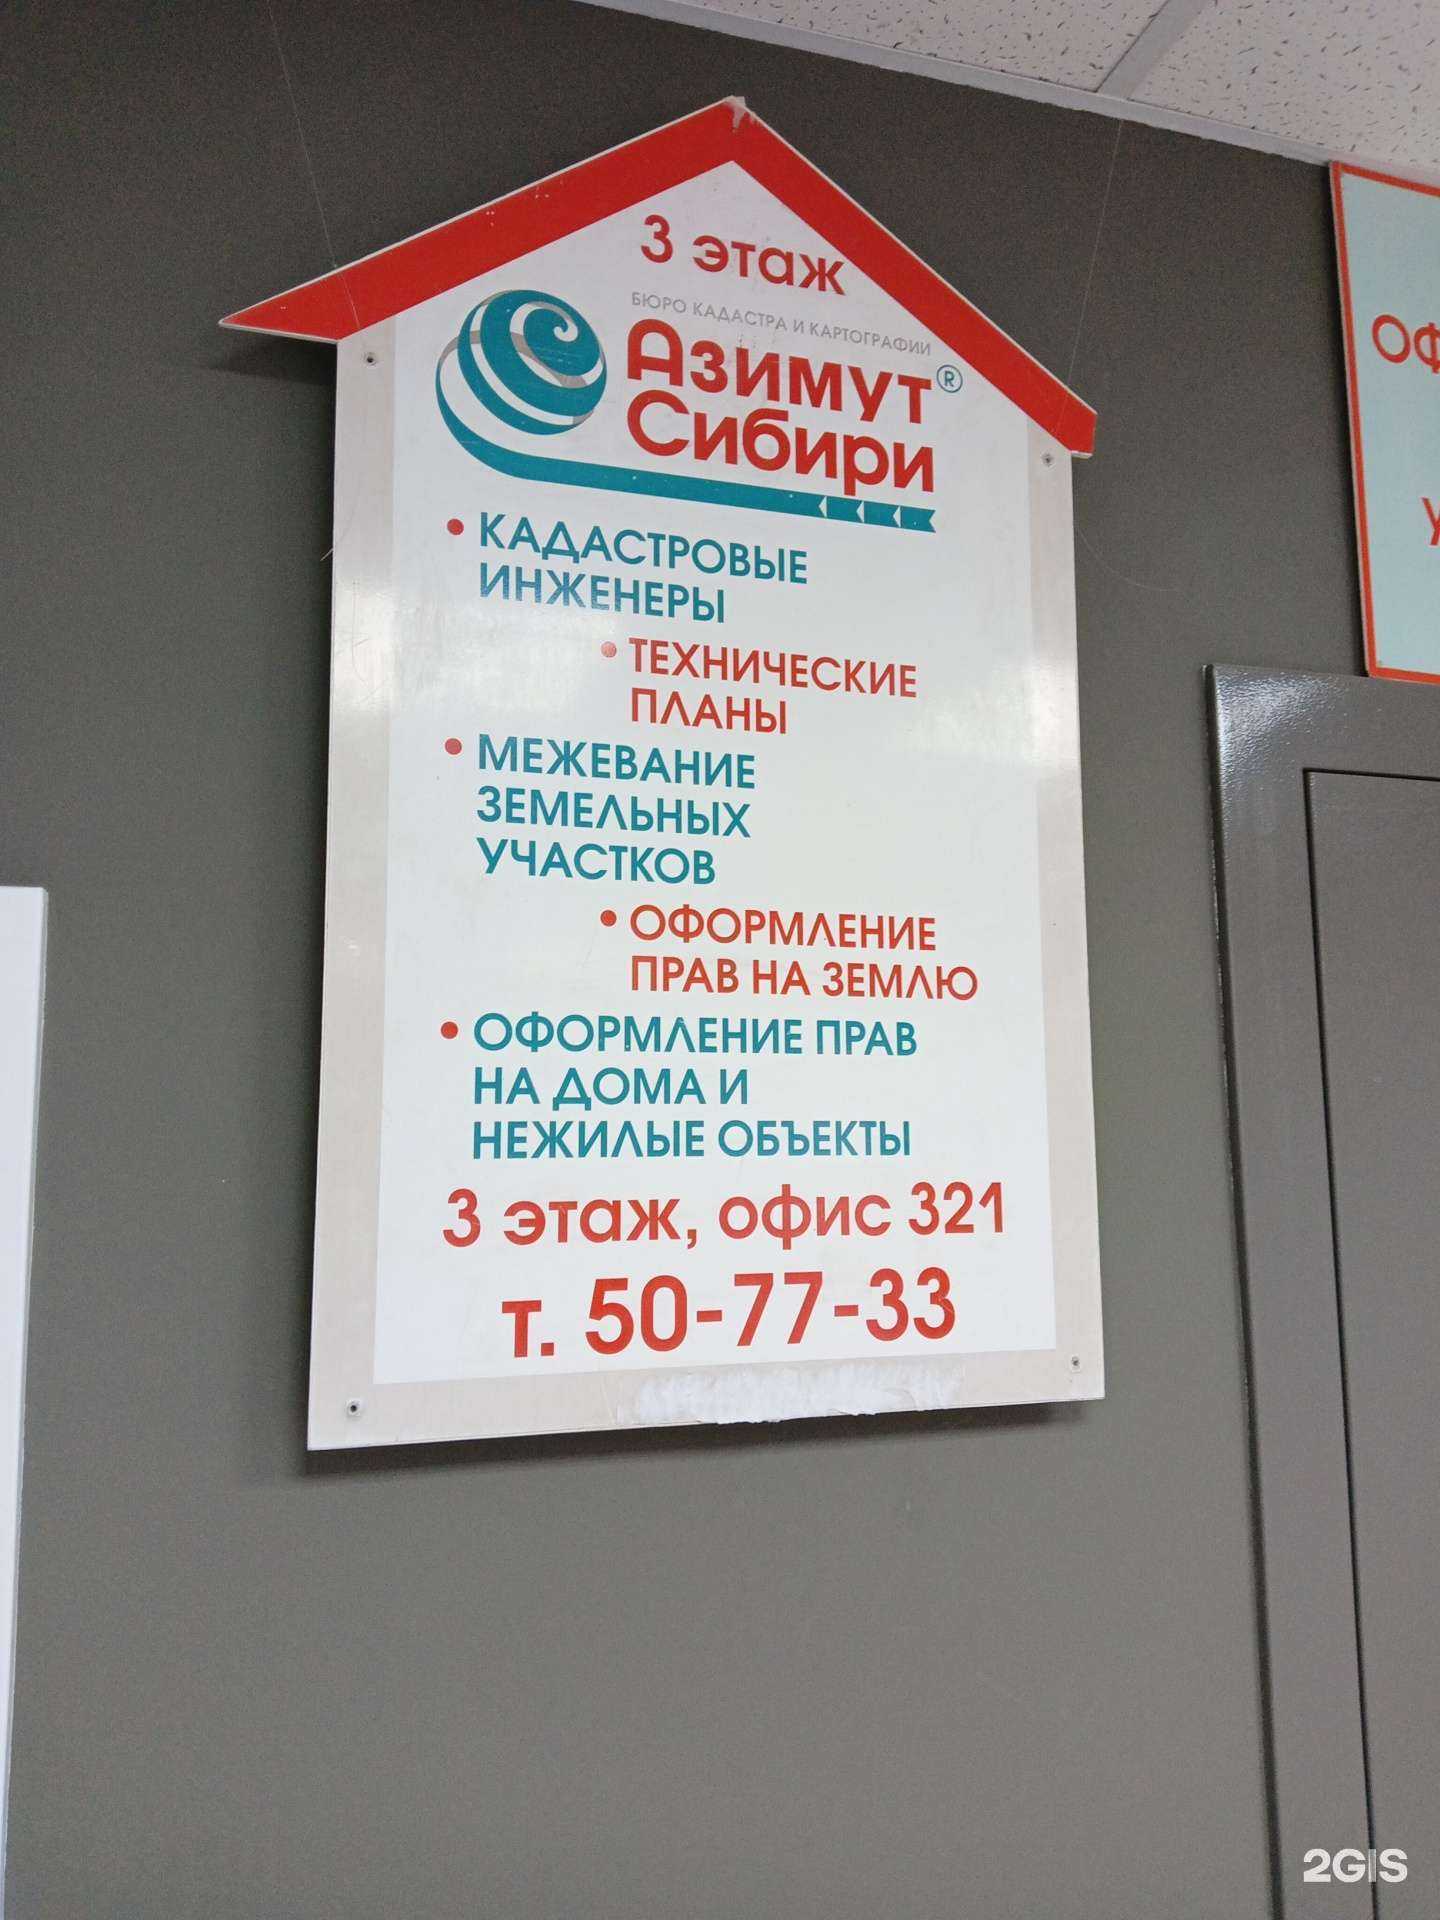 3 этаж
БЮРО КАДАСТРА И КАРТОГРАФИИ
Азимут®
Сибири
• КАДАСТРОВЫЕ
ИНЖЕНЕРЫ
• ТЕХНИЧЕСКИЕ
ПЛАНЫ
• МЕЖЕВАНИЕ
ЗЕМЕЛЬНЫХ
УЧАСТКОВ
• ОФОРМЛЕНИЕ
ПРАВ НА ЗЕМЛЮ
• ОФОРМЛЕНИЕ ПРАВ
НА ДОМА И
НЕЖИЛЫЕ ОБЪЕКТЫ
3 этаж, офис 321
т. 50-77-33
2GIS